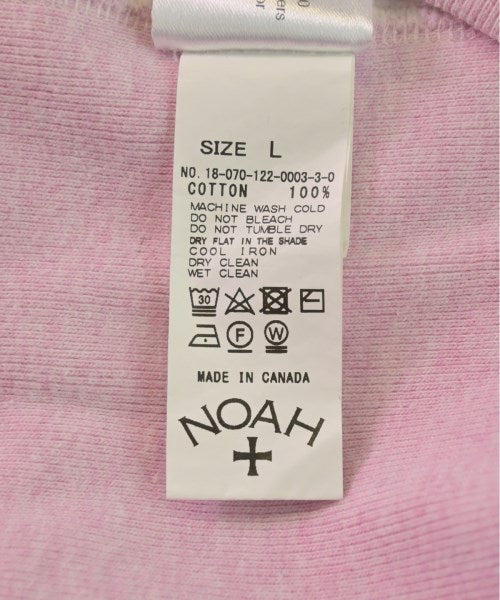 SIZE L
NO. 18-070-122-0003-3-0
COTTON 100%
MACHINE WASH COLD
DO NOT BLEACH
DO NOT TUMBLE DRY
DRY FLAT IN THE SHADE
COOL IRON
DRY CLEAN
WET CLEAN
30
F
W
MADE IN CANADA
NOAH